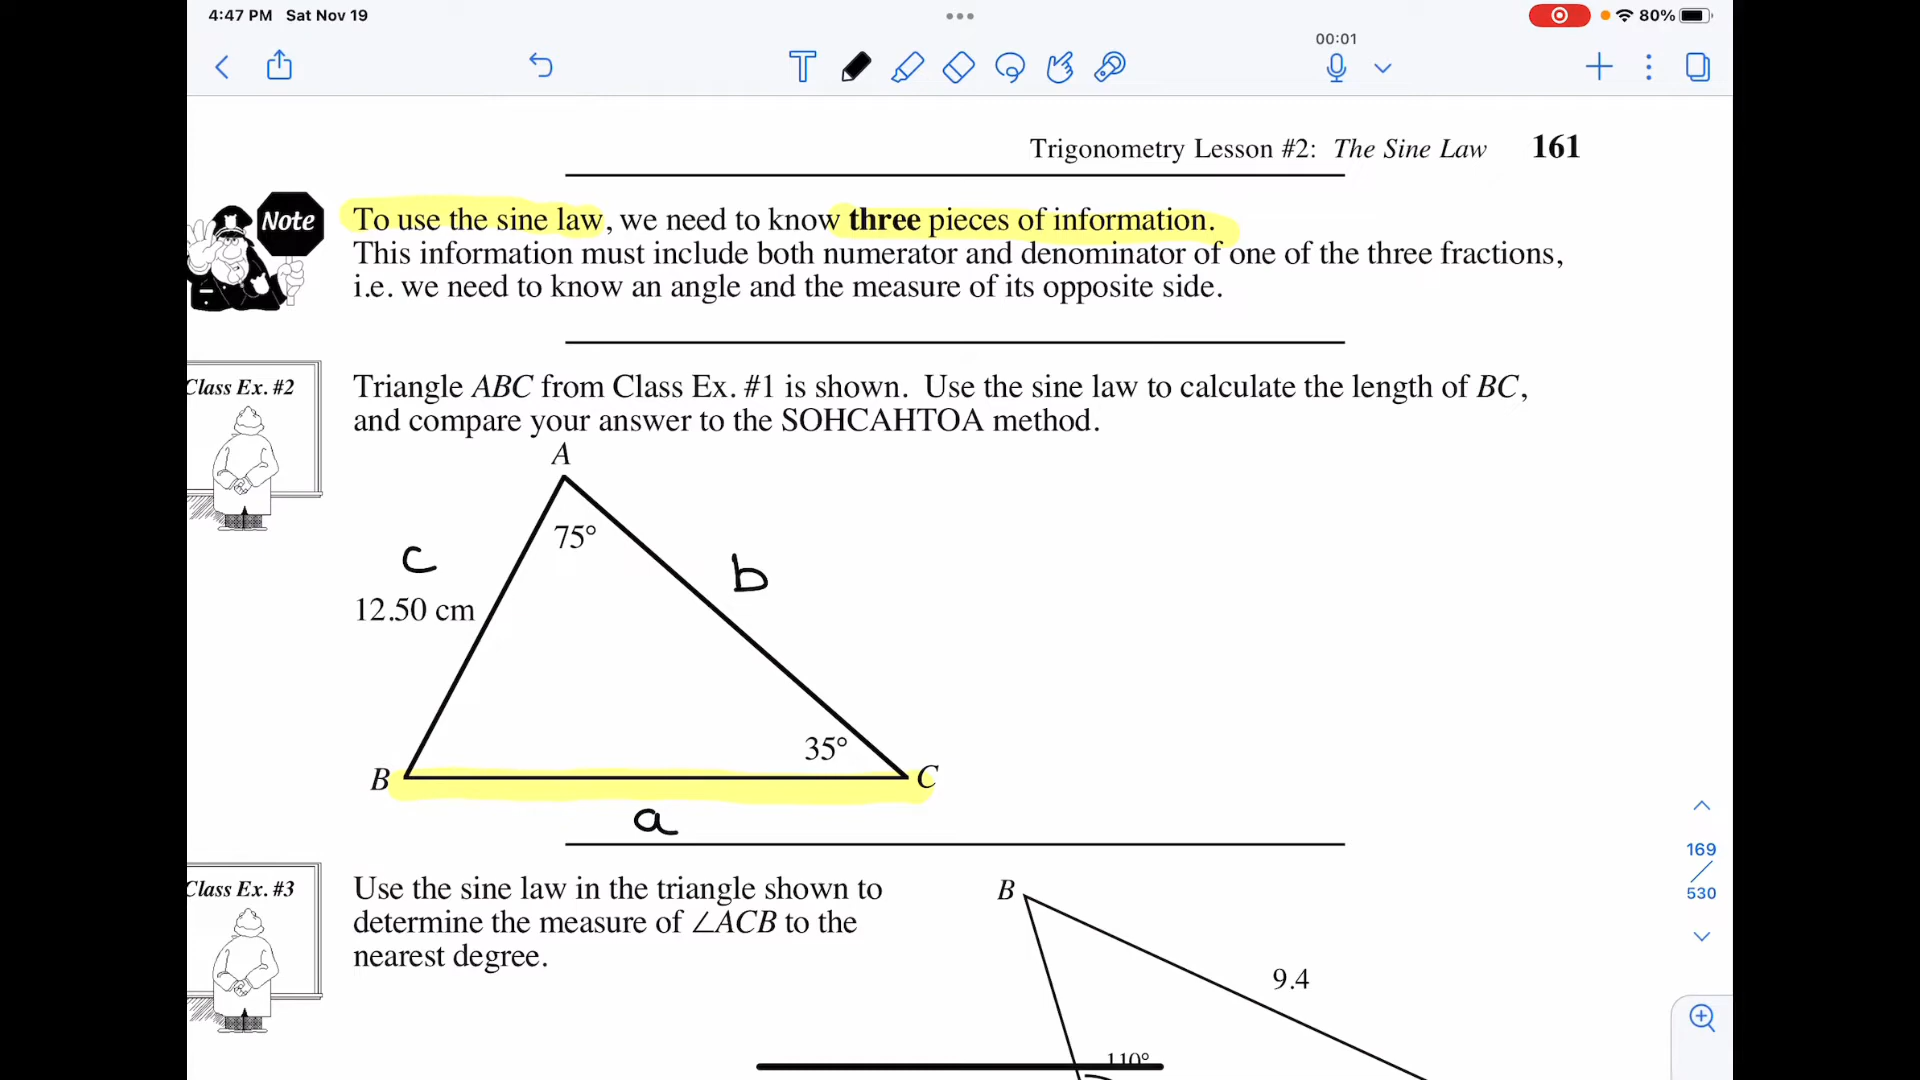 4:47 PM Sat Nov 19
80%
00:01
Trigonometry Lesson #2: The Sine Law 161
Note
To use the sine law, we need to know three pieces of information.
This information must include both numerator and denominator of one of the three fractions,
i.e. we need to know an angle and the measure of its opposite side.
Class Ex. #2
Triangle ABC from Class Ex. #1 is shown. Use the sine law to calculate the length of BC,
and compare your answer to the SOHCAHTOA method.
A
75°
c
b
12.50 cm
35°
B
C
a
169
530
Class Ex. #3
Use the sine law in the triangle shown to
determine the measure of ∠ACB to the
nearest degree.
B
9.4
110°